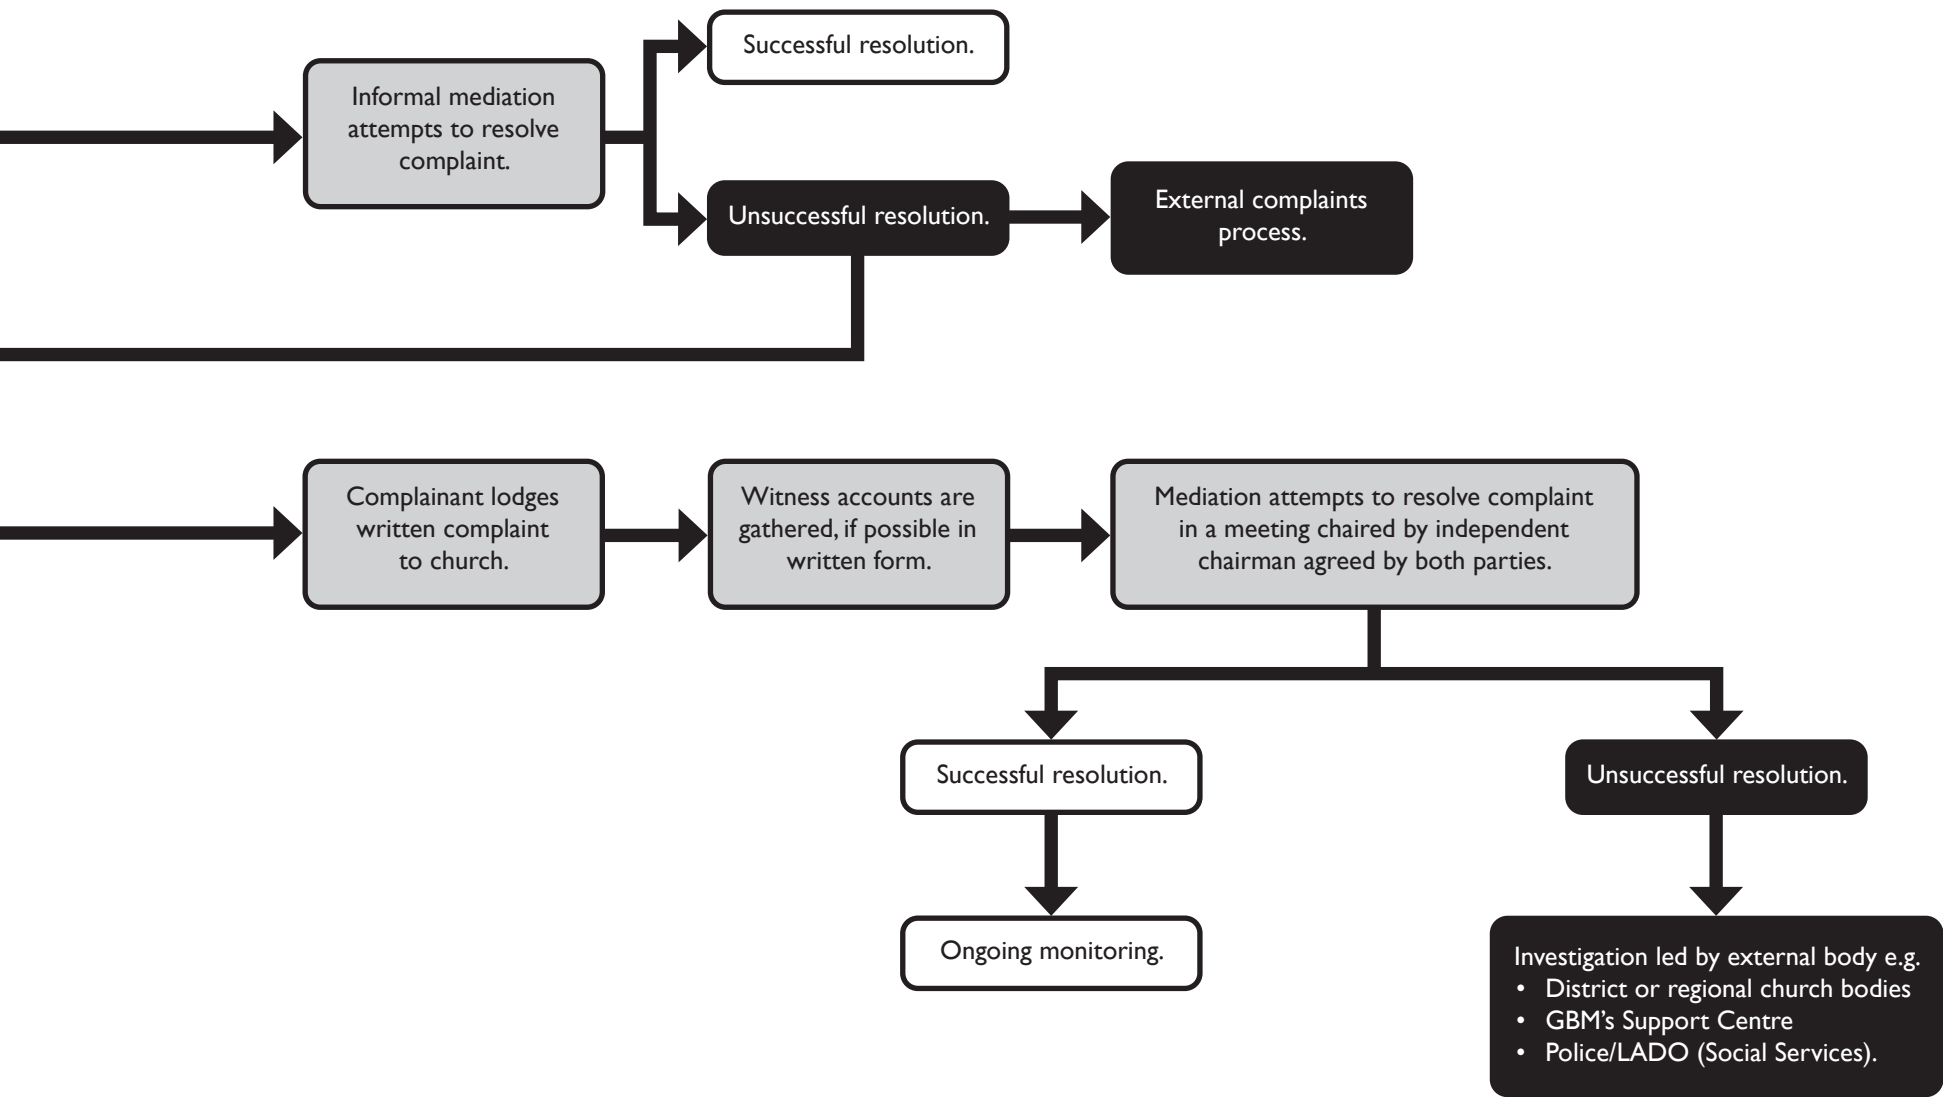 Successful resolution.
Informal mediation
attempts to resolve
complaint.
Unsuccessful resolution.
External complaints
process.
Complainant lodges
written complaint
to church.
Witness accounts are
gathered, if possible in
written form.
Mediation attempts to resolve complaint
in a meeting chaired by independent
chairman agreed by both parties.
Successful resolution.
Unsuccessful resolution.
Ongoing monitoring.
Investigation led by external body e.g.
• District or regional church bodies
• GBM’s Support Centre
• Police/LADO (Social Services).